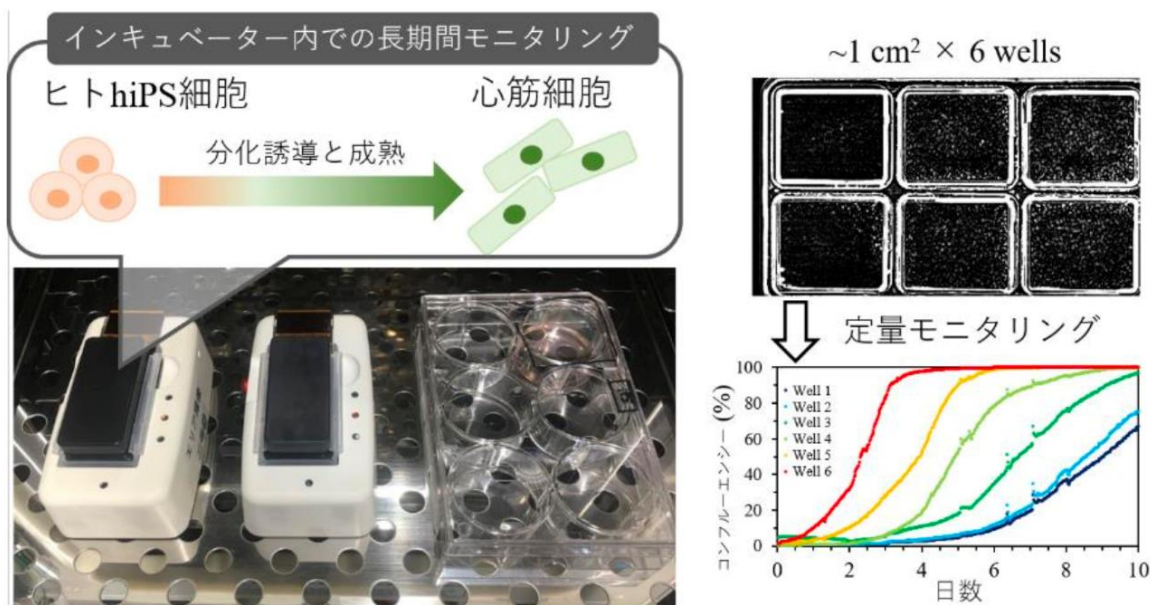 インキュベーター内での長期間モニタリング
ヒトhiPS細胞
心筋細胞
分化誘導と成熟
~1 cm² × 6 wells
定量モニタリング
コンフルーエンシー (%)
100
80
60
40
20
0
Well 1
Well 2
Well 3
Well 4
Well 5
Well 6
0
2
4
6
8
10
日数